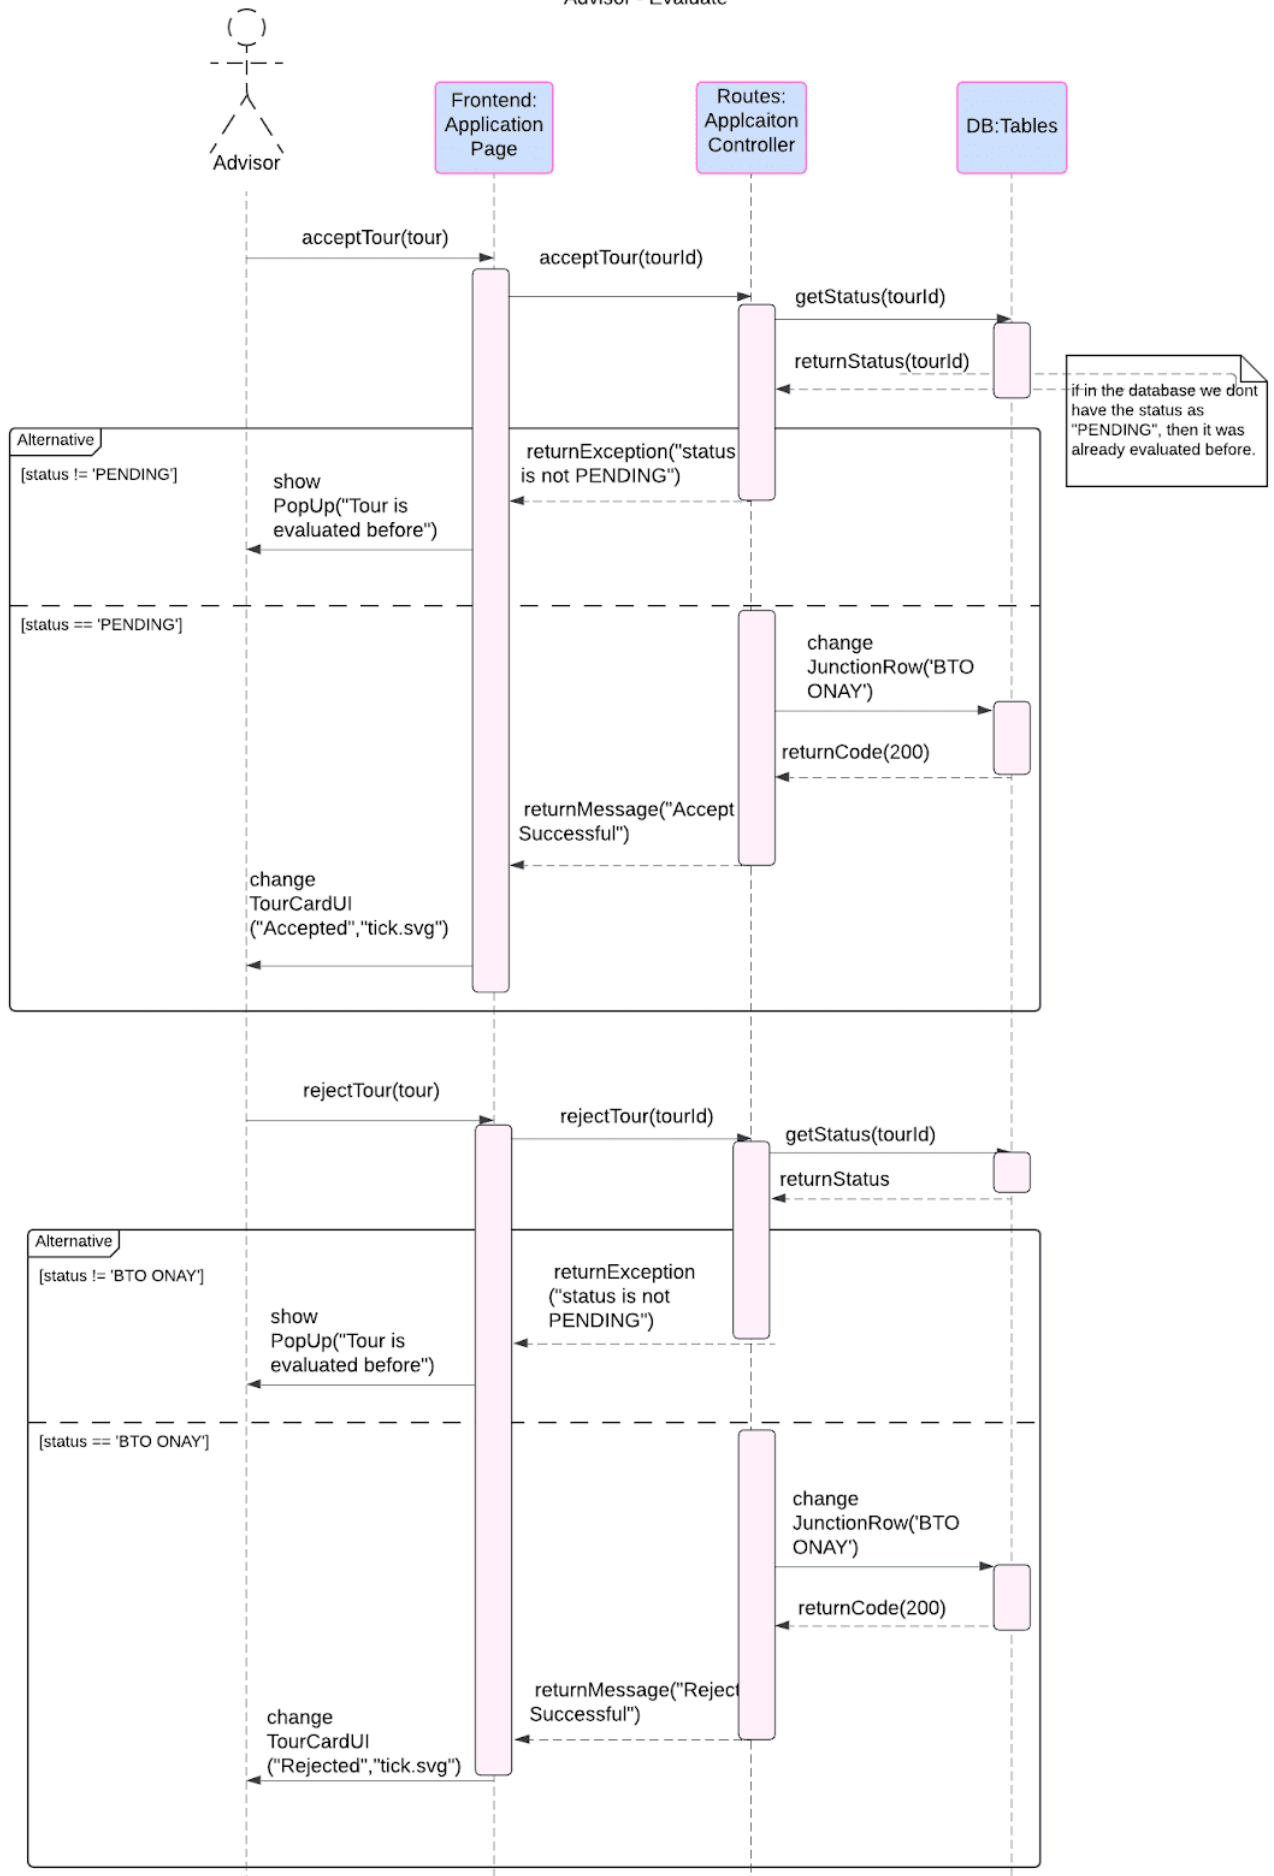 Advisor - Evaluate
Advisor
Frontend:
Application
Page
Routes:
Applcaiton
Controller
DB:Tables
acceptTour(tour)
acceptTour(tourId)
getStatus(tourId)
returnStatus(tourId)
if in the database we dont
have the status as
"PENDING", then it was
already evaluated before.
Alternative
[status != 'PENDING']
returnException("status
is not PENDING")
show
PopUp("Tour is
evaluated before")
[status == 'PENDING']
change
JunctionRow('BTO
ONAY')
returnCode(200)
returnMessage("Accept
Successful")
change
TourCardUI
("Accepted","tick.svg")
rejectTour(tour)
rejectTour(tourId)
getStatus(tourId)
returnStatus
Alternative
[status != 'BTO ONAY']
returnException
("status is not
PENDING")
show
PopUp("Tour is
evaluated before")
[status == 'BTO ONAY']
change
JunctionRow('BTO
ONAY')
returnCode(200)
returnMessage("Reject
Successful")
change
TourCardUI
("Rejected","tick.svg")